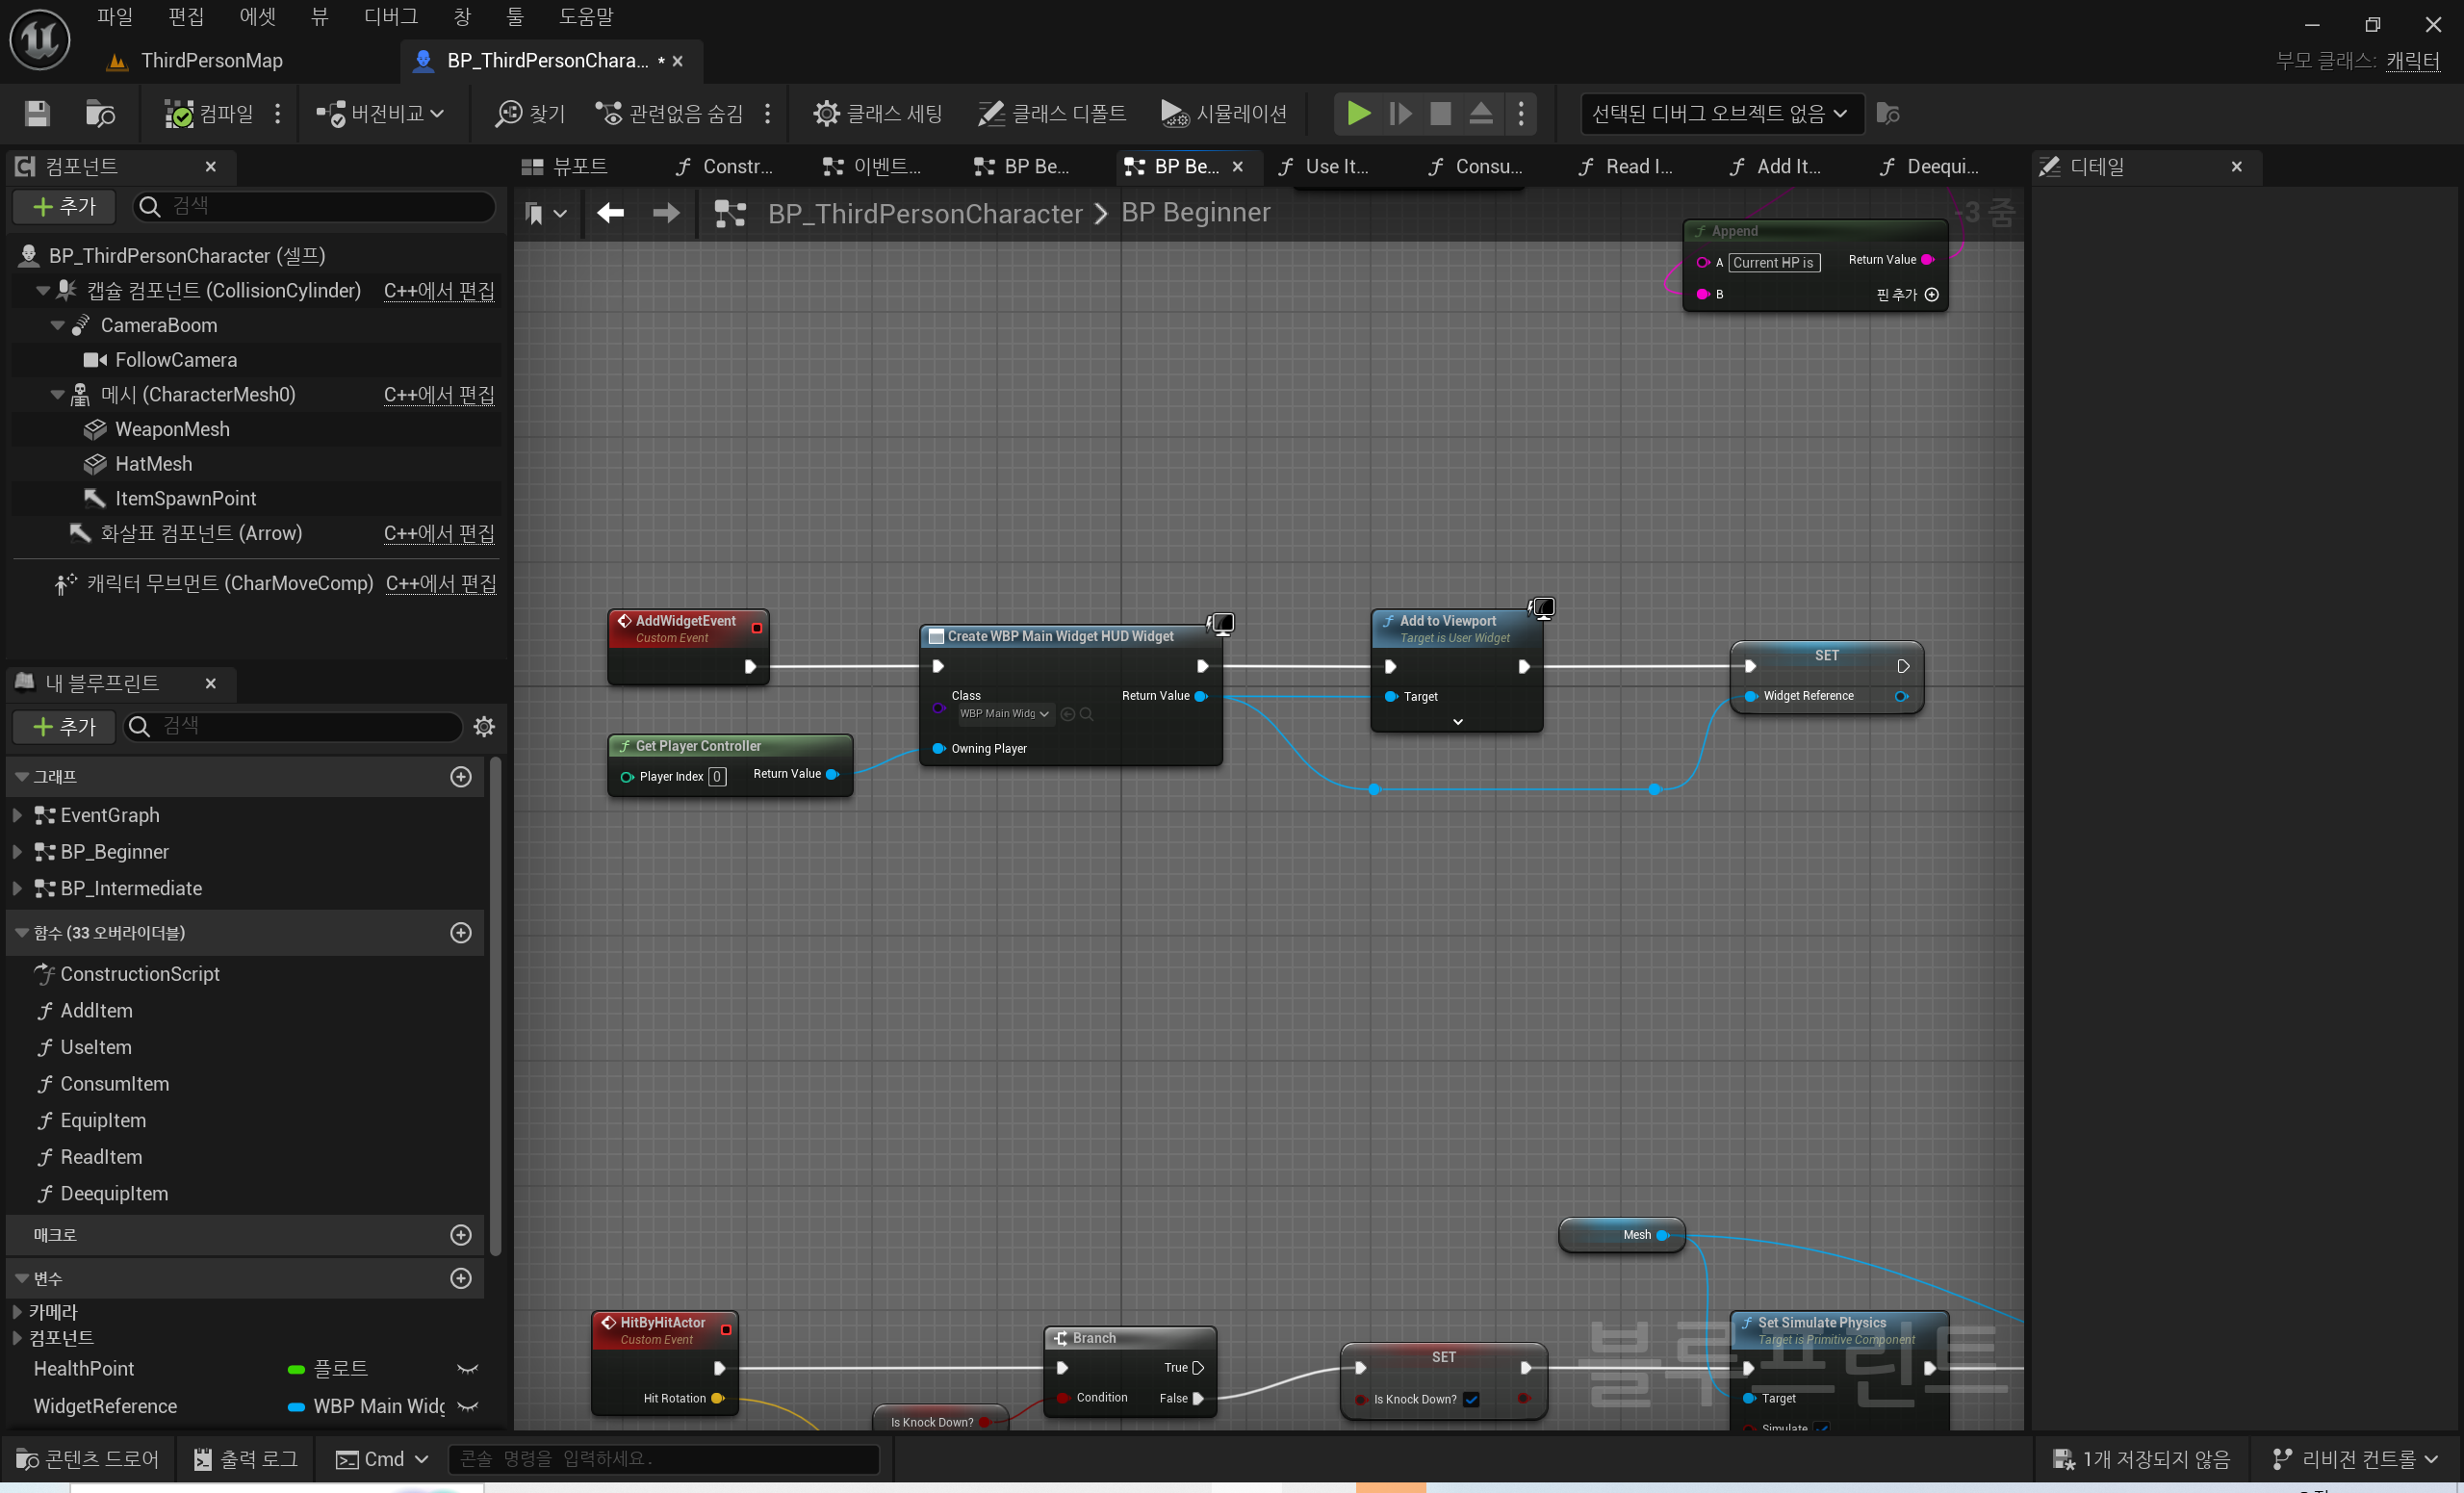 파일 편집 에셋 뷰 디버그 창 툴 도움말
ThirdPersonMap
BP_ThirdPersonChara... *
부모 클래스: 캐릭터
컴파일 버전비교 찾기 관련없음 숨김 클래스 세팅 클래스 디폴트 시뮬레이션 선택된 디버그 오브젝트 없음
컴포넌트
뷰포트 Constr... 이벤트... BP Be... BP Be... Use It... Consu... Read I... Add It... Deequi...
디테일
추가 검색
BP_ThirdPersonCharacter > BP Beginner
-3 줌
BP_ThirdPersonCharacter (셀프)
캡슐 컴포넌트 (CollisionCylinder) C++에서 편집
CameraBoom
FollowCamera
메시 (CharacterMesh0) C++에서 편집
WeaponMesh
HatMesh
ItemSpawnPoint
화살표 컴포넌트 (Arrow) C++에서 편집
캐릭터 무브먼트 (CharMoveComp) C++에서 편집
내 블루프린트
추가 검색
그래프
EventGraph
BP_Beginner
BP_Intermediate
함수 (33 오버라이더블)
ConstructionScript
AddItem
UseItem
ConsumItem
EquipItem
ReadItem
DeequipItem
매크로
변수
카메라
컴포넌트
HealthPoint 플로트
WidgetReference WBP Main Widg
Append
A Current HP is Return Value
B 핀 추가
AddWidgetEvent
Custom Event
Get Player Controller
Player Index 0 Return Value
Create WBP Main Widget HUD Widget
Class Return Value
WBP Main Widg
Owning Player
Add to Viewport
Target is User Widget
Target
SET
Widget Reference
Mesh
HitByHitActor
Custom Event
Hit Rotation
Is Knock Down?
Branch
True
Condition False
SET
Is Knock Down?
Set Simulate Physics
Target is Primitive Component
Target
Simulate
블루프린트
콘텐츠 드로어 출력 로그 Cmd 콘솔 명령을 입력하세요.
1개 저장되지 않음 리비전 컨트롤